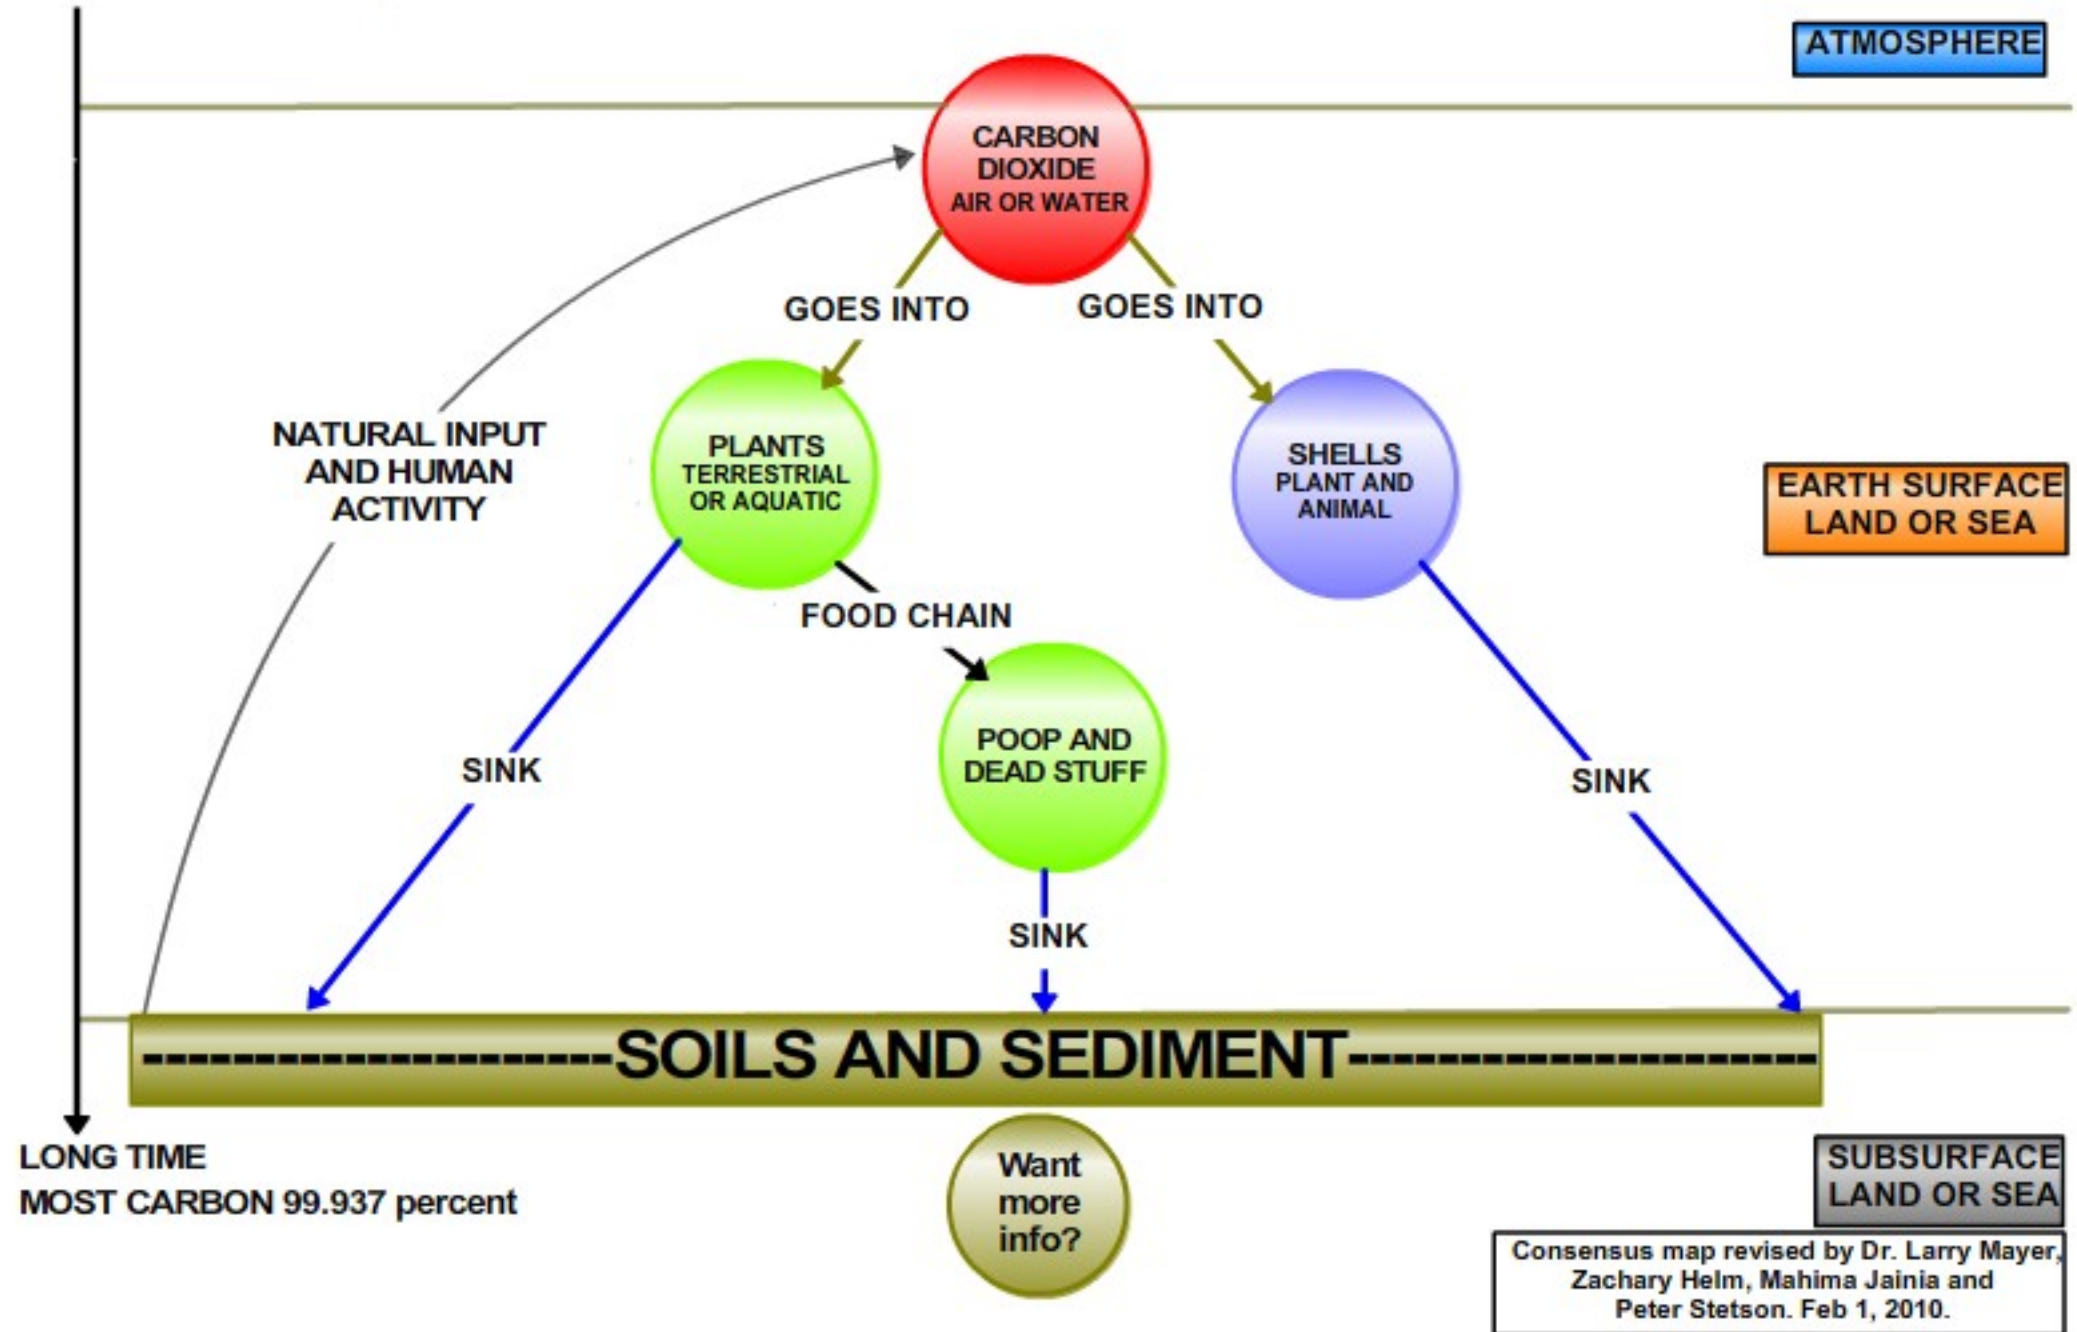 ATMOSPHERE
CARBON
DIOXIDE
AIR OR WATER
GOES INTO
GOES INTO
NATURAL INPUT
AND HUMAN
ACTIVITY
PLANTS
TERRESTRIAL
OR AQUATIC
SHELLS
PLANT AND
ANIMAL
EARTH SURFACE
LAND OR SEA
FOOD CHAIN
POOP AND
DEAD STUFF
SINK
SINK
SINK
---------------------SOILS AND SEDIMENT---------------------
LONG TIME
MOST CARBON 99.937 percent
Want
more
info?
SUBSURFACE
LAND OR SEA
Consensus map revised by Dr. Larry Mayer,
Zachary Helm, Mahima Jainia and
Peter Stetson. Feb 1, 2010.